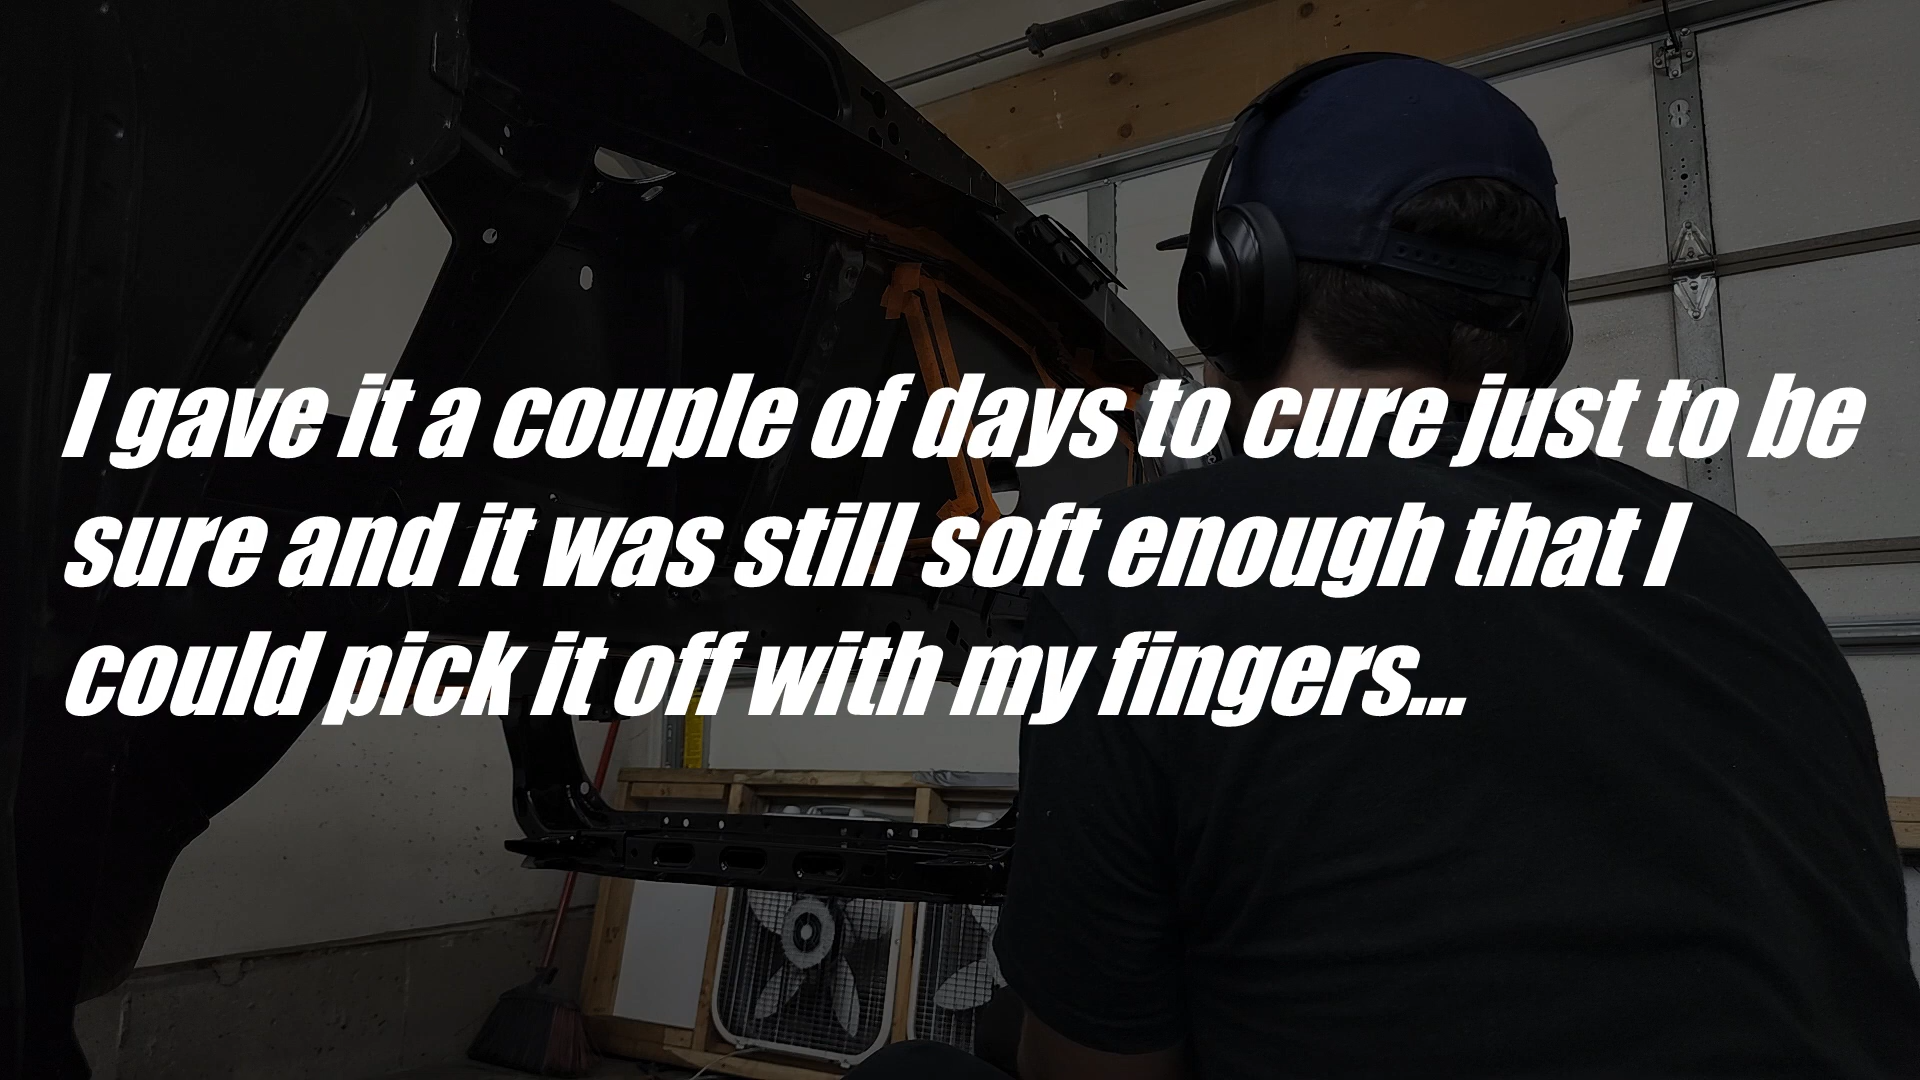 I gave it a couple of days to cure just to be
sure and it was still soft enough that I
could pick it off with my fingers...